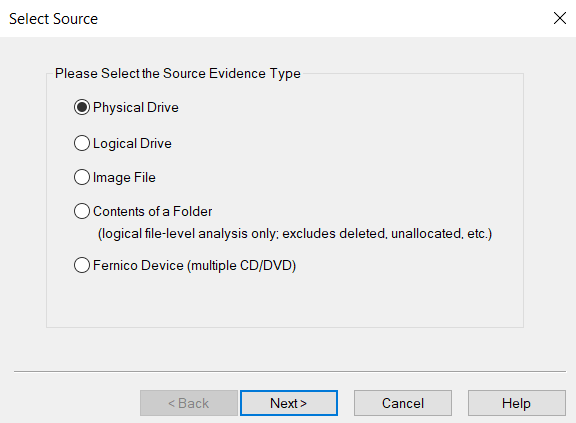 Select Source
Please Select the Source Evidence Type
Physical Drive
Logical Drive
Image File
Contents of a Folder
(logical file-level analysis only; excludes deleted, unallocated, etc.)
Fernico Device (multiple CD/DVD)
< Back
Next >
Cancel
Help